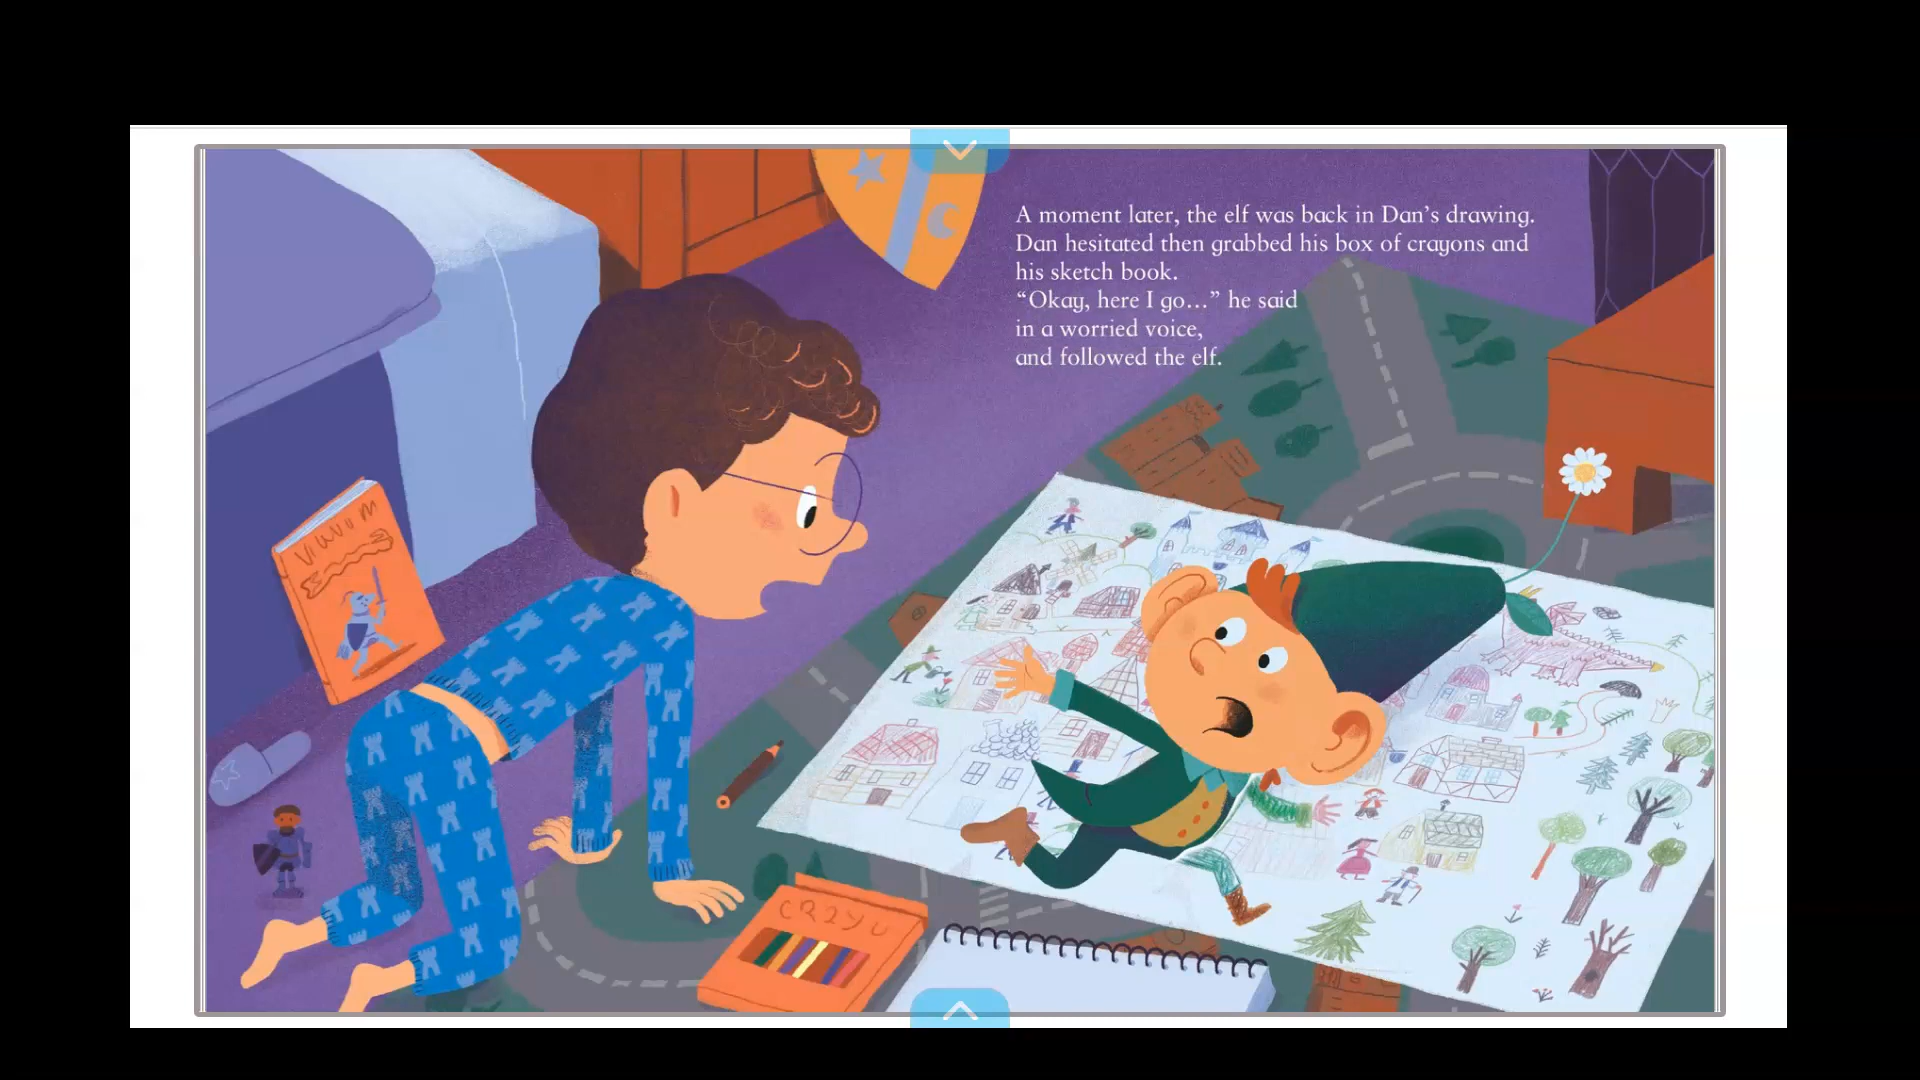 A moment later, the elf was back in Dan’s drawing.
Dan hesitated then grabbed his box of crayons and
his sketch book.
“Okay, here I go...” he said
in a worried voice,
and followed the elf.